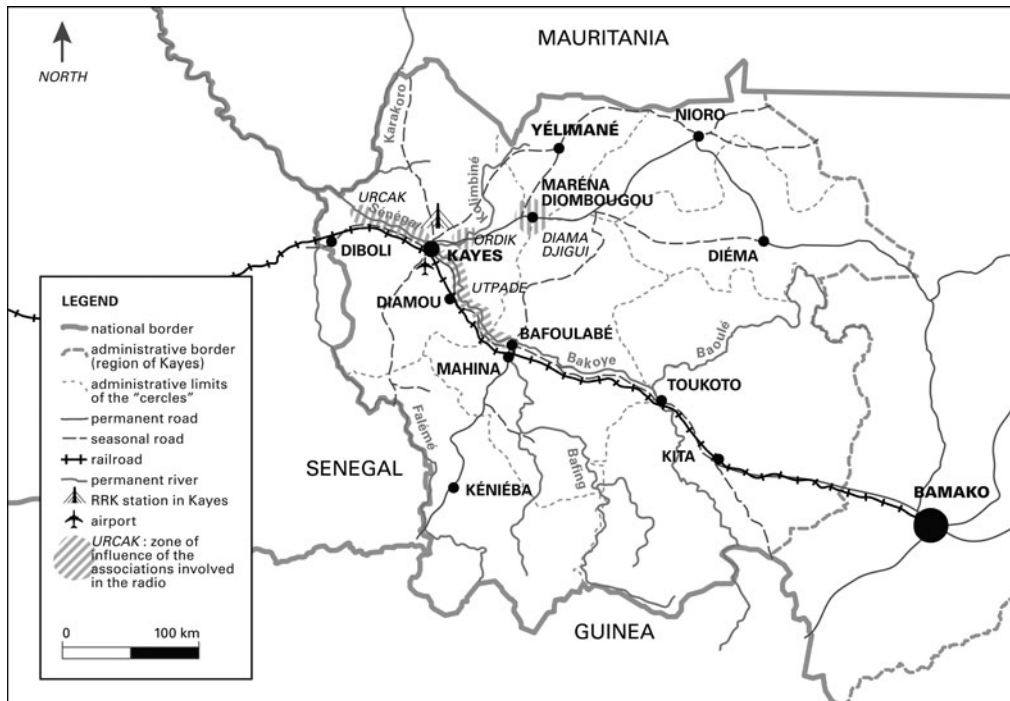 MAURITANIA
NORTH
NIORO
YÉLIMANÉ
Karakoro
Kolimbiné
MARÉNA
DIOMBOUGOU
URCAK
Sénégal
ORDIK
DIAMA
DJIGUI
DIBOLI
KAYES
DIÉMA
UTPADE
DIAMOU
BAFOULABÉ
Baoulé
MAHINA
Bakoye
TOUKOTO
Falémé
KITA
SENEGAL
Bafing
KÉNIÉBA
BAMAKO
GUINEA
LEGEND
national border
administrative border
(region of Kayes)
administrative limits
of the “cercles”
permanent road
seasonal road
railroad
permanent river
RRK station in Kayes
airport
URCAK : zone of
influence of the
associations involved
in the radio
0 100 km